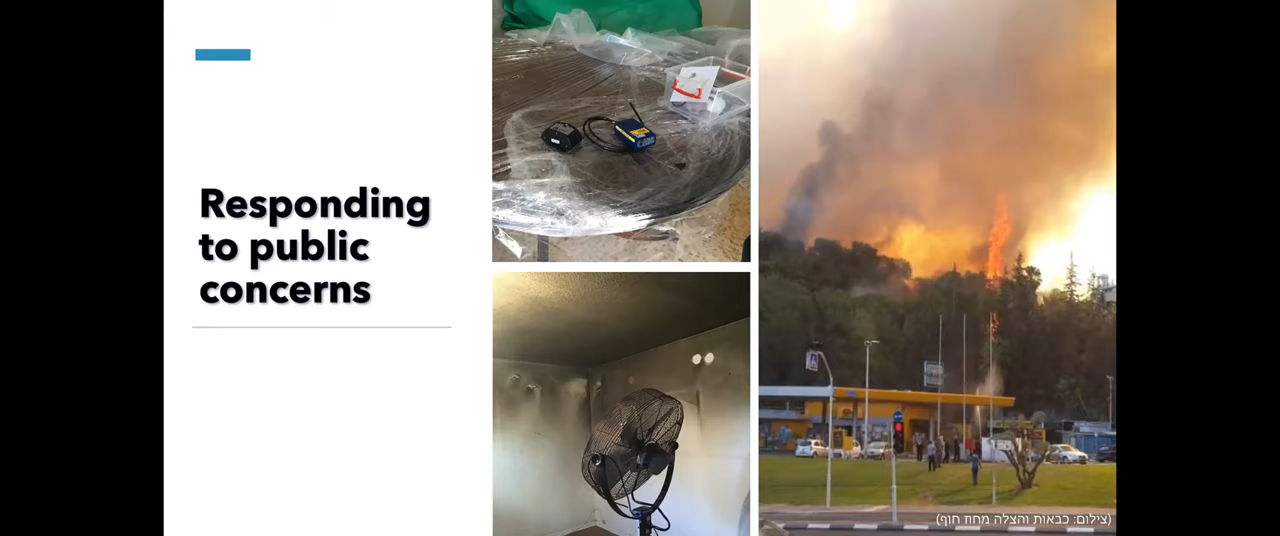 Responding
to public
concerns
(צילום: כבאות והצלה מחוז חוף)